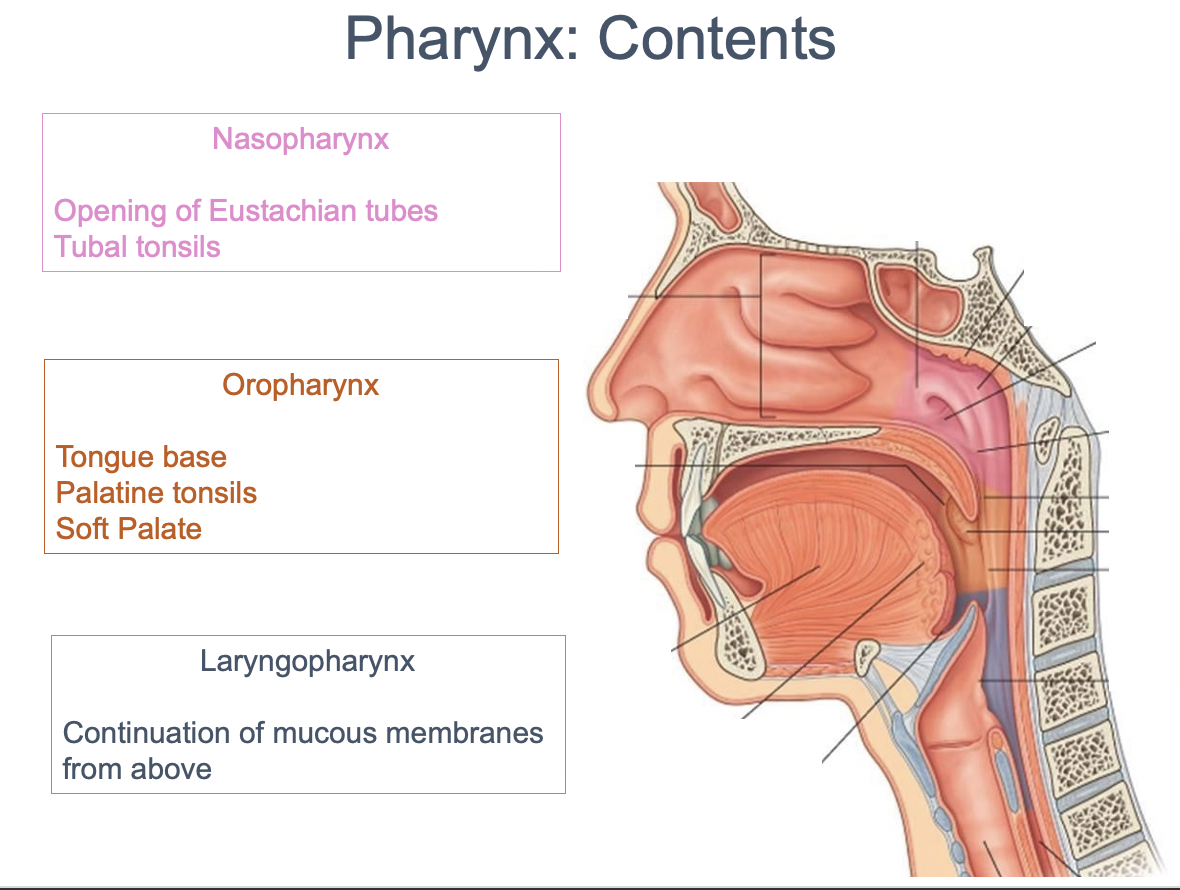 Pharynx: Contents
Nasopharynx
Opening of Eustachian tubes
Tubal tonsils
Oropharynx
Tongue base
Palatine tonsils
Soft Palate
Laryngopharynx
Continuation of mucous membranes
from above